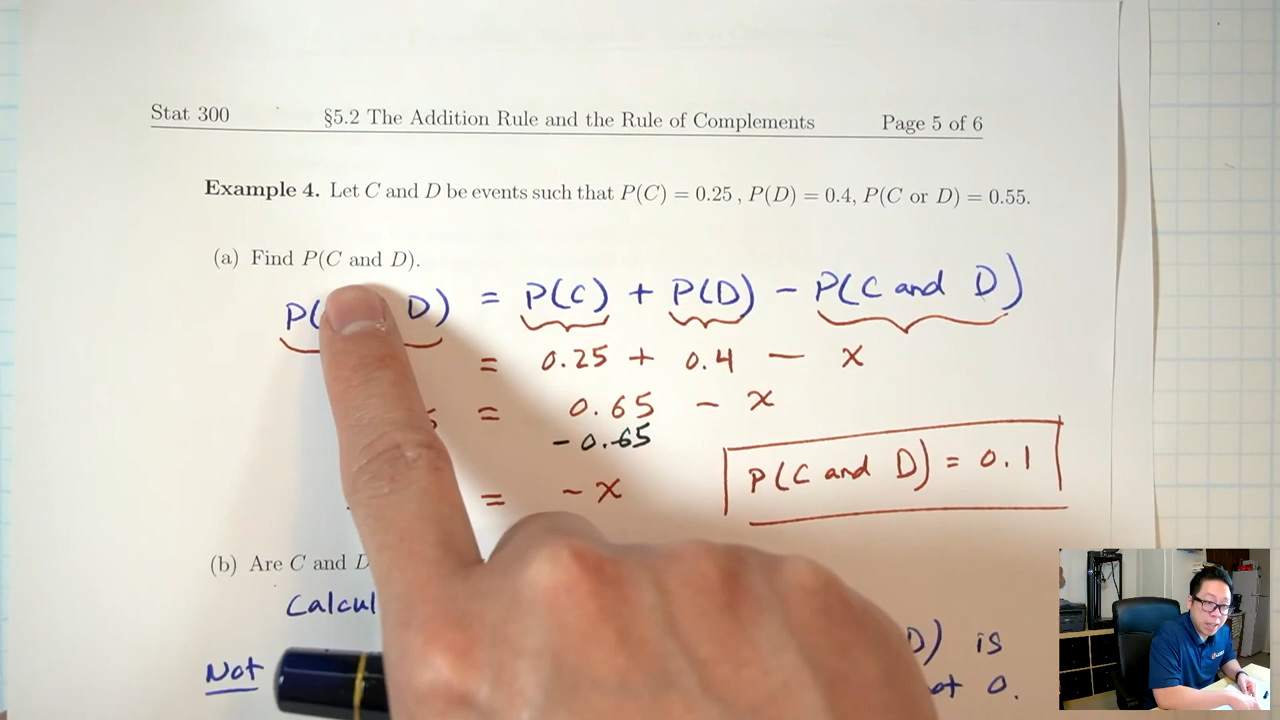 Stat 300 §5.2 The Addition Rule and the Rule of Complements Page 5 of 6
Example 4. Let C and D be events such that P(C) = 0.25 , P(D) = 0.4, P(C or D) = 0.55.
(a) Find P(C and D).
P( D) = P(C) + P(D) - P(C and D)
= 0.25 + 0.4 - x
= 0.65 - x
- 0.65
= - x
P(C and D) = 0.1
(b) Are C and D
Calcul
D) is
Not 0.